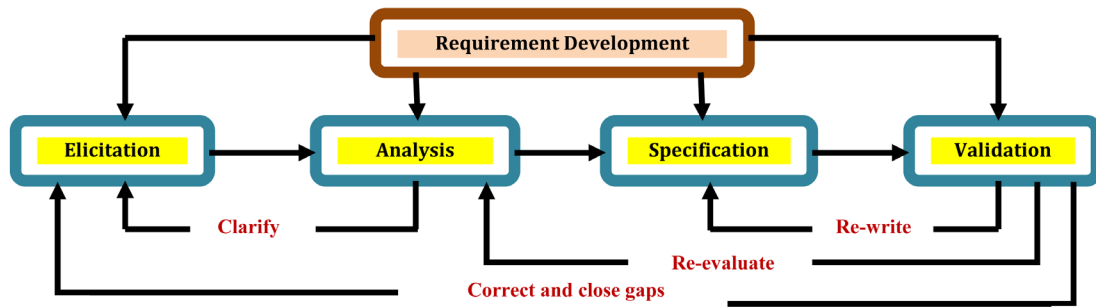 Requirement Development
Elicitation
Analysis
Specification
Validation
Clarify
Re-write
Re-evaluate
Correct and close gaps